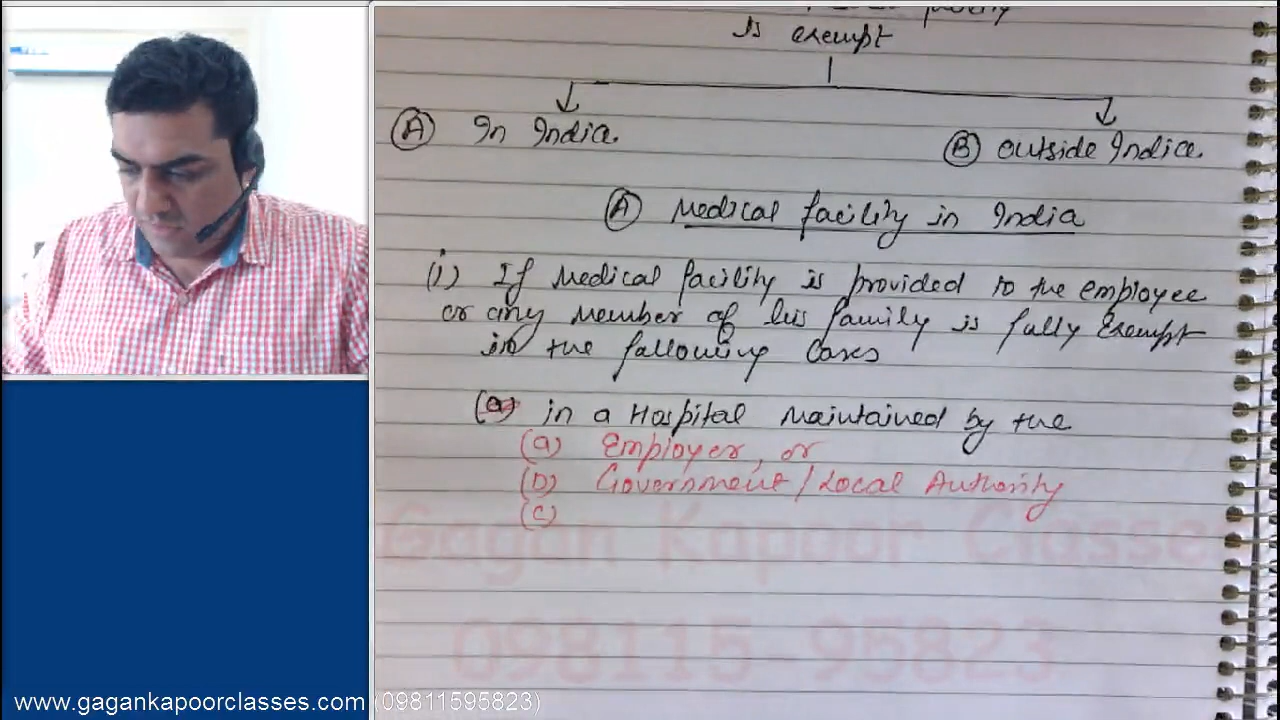 is exempt
(A) In India.
(B) outside India.
(A) Medical facility in India
(i) If Medical facility is provided to the employee
or any Member of his family is fully Exempt
in the following Cases
(a) in a Hospital Maintained by the
(a) Employer, or
(b) Government / Local Authority
(c)
Gagan Kapoor Classes
098115-95823
www.gagankapoorclasses.com (09811595823)